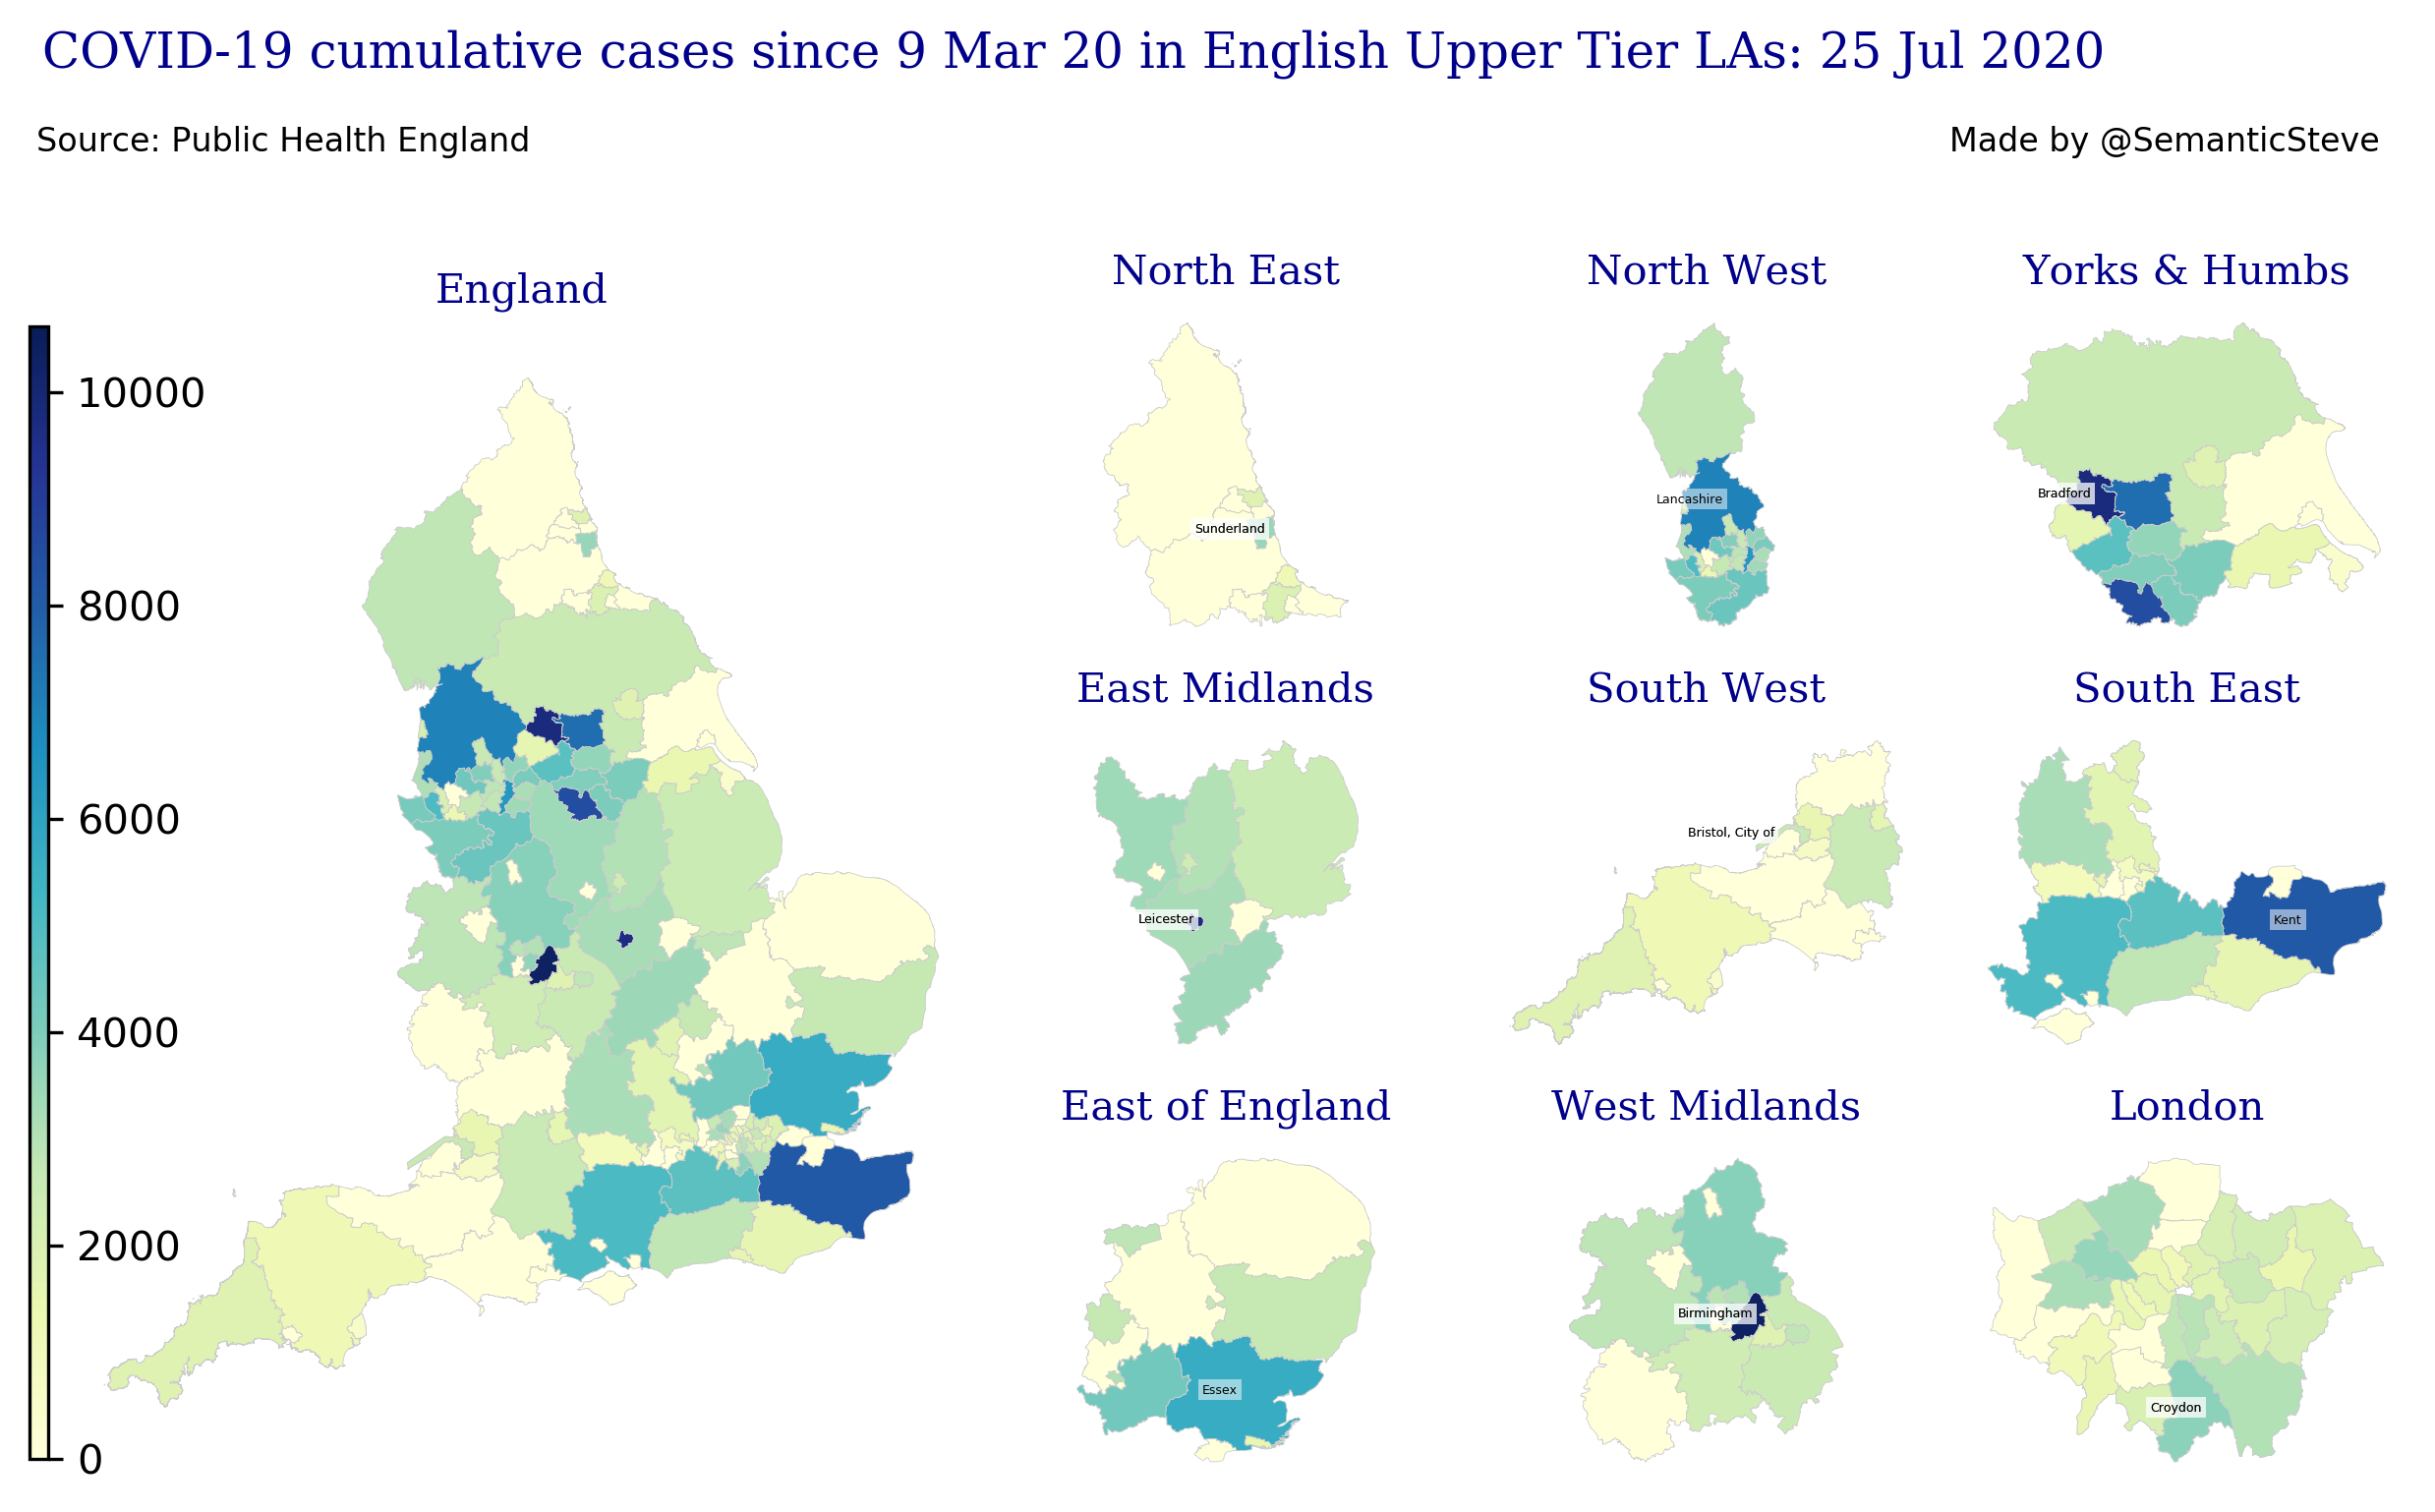 COVID-19 cumulative cases since 9 Mar 20 in English Upper Tier LAs: 25 Jul 2020
Source: Public Health England
Made by @SemanticSteve
England
10000
8000
6000
4000
2000
0
North East
North West
Yorks & Humbs
Sunderland
Lancashire
Bradford
East Midlands
South West
South East
Leicester
Bristol, City of
Kent
East of England
West Midlands
London
Essex
Birmingham
Croydon